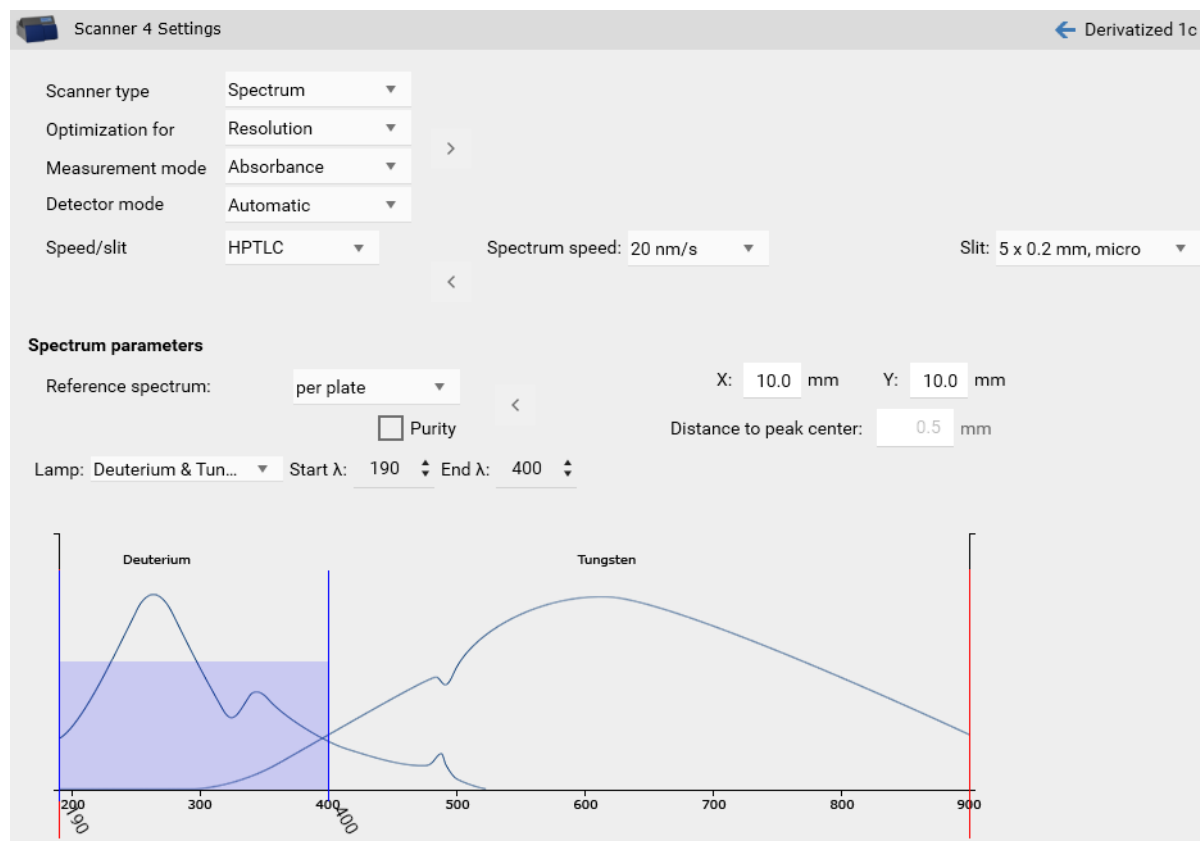 Scanner 4 Settings Derivatized 1c
Scanner type Spectrum
Optimization for Resolution
Measurement mode Absorbance
Detector mode Automatic
Speed/slit HPTLC Spectrum speed: 20 nm/s Slit: 5 x 0.2 mm, micro
Spectrum parameters
Reference spectrum: per plate X: 10.0 mm Y: 10.0 mm
Purity Distance to peak center: 0.5 mm
Lamp: Deuterium & Tun... Start λ: 190 End λ: 400
Deuterium Tungsten
200 300 400 500 600 700 800 900
190 400